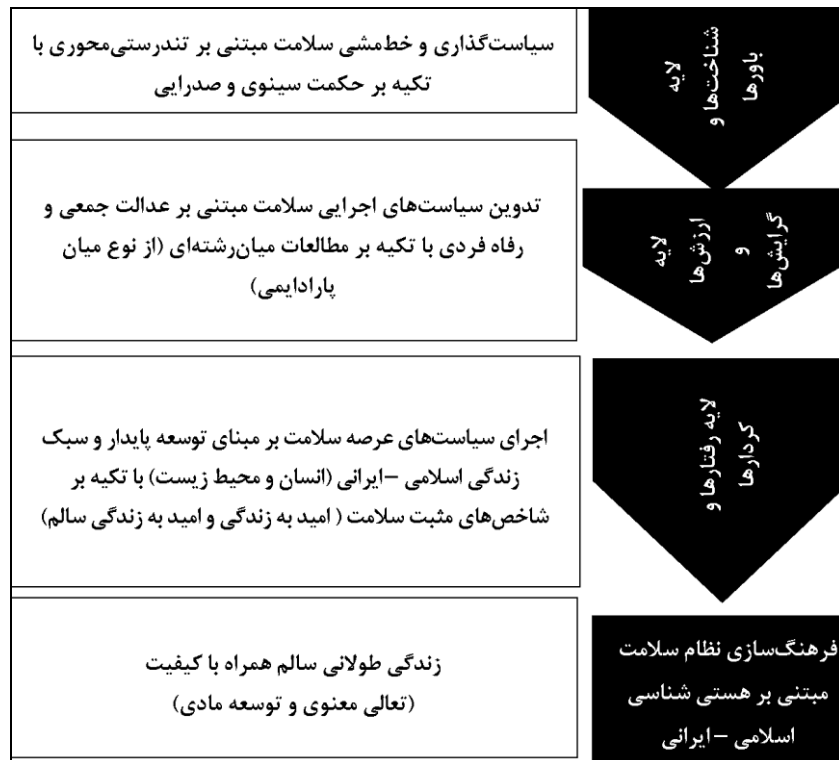 لایه
شناخت‌ها و
باورها
سیاست‌گذاری و خط‌مشی سلامت مبتنی بر تندرستی‌محوری با
تکیه بر حکمت سینوی و صدرایی
لایه
ارزش‌ها
و
گرایش‌ها
تدوین سیاست‌های اجرایی سلامت مبتنی بر عدالت جمعی و
رفاه فردی با تکیه بر مطالعات میان‌رشته‌ای (از نوع میان
پارادایمی)
لایه رفتارها و
کردارها
اجرای سیاست‌های عرصه سلامت بر مبنای توسعه پایدار و سبک
زندگی اسلامی –ایرانی (انسان و محیط زیست) با تکیه بر
شاخص‌های مثبت سلامت ( امید به زندگی و امید به زندگی سالم)
فرهنگ‌سازی نظام سلامت
مبتنی بر هستی شناسی
اسلامی –ایرانی
زندگی طولانی سالم همراه با کیفیت
(تعالی معنوی و توسعه مادی)